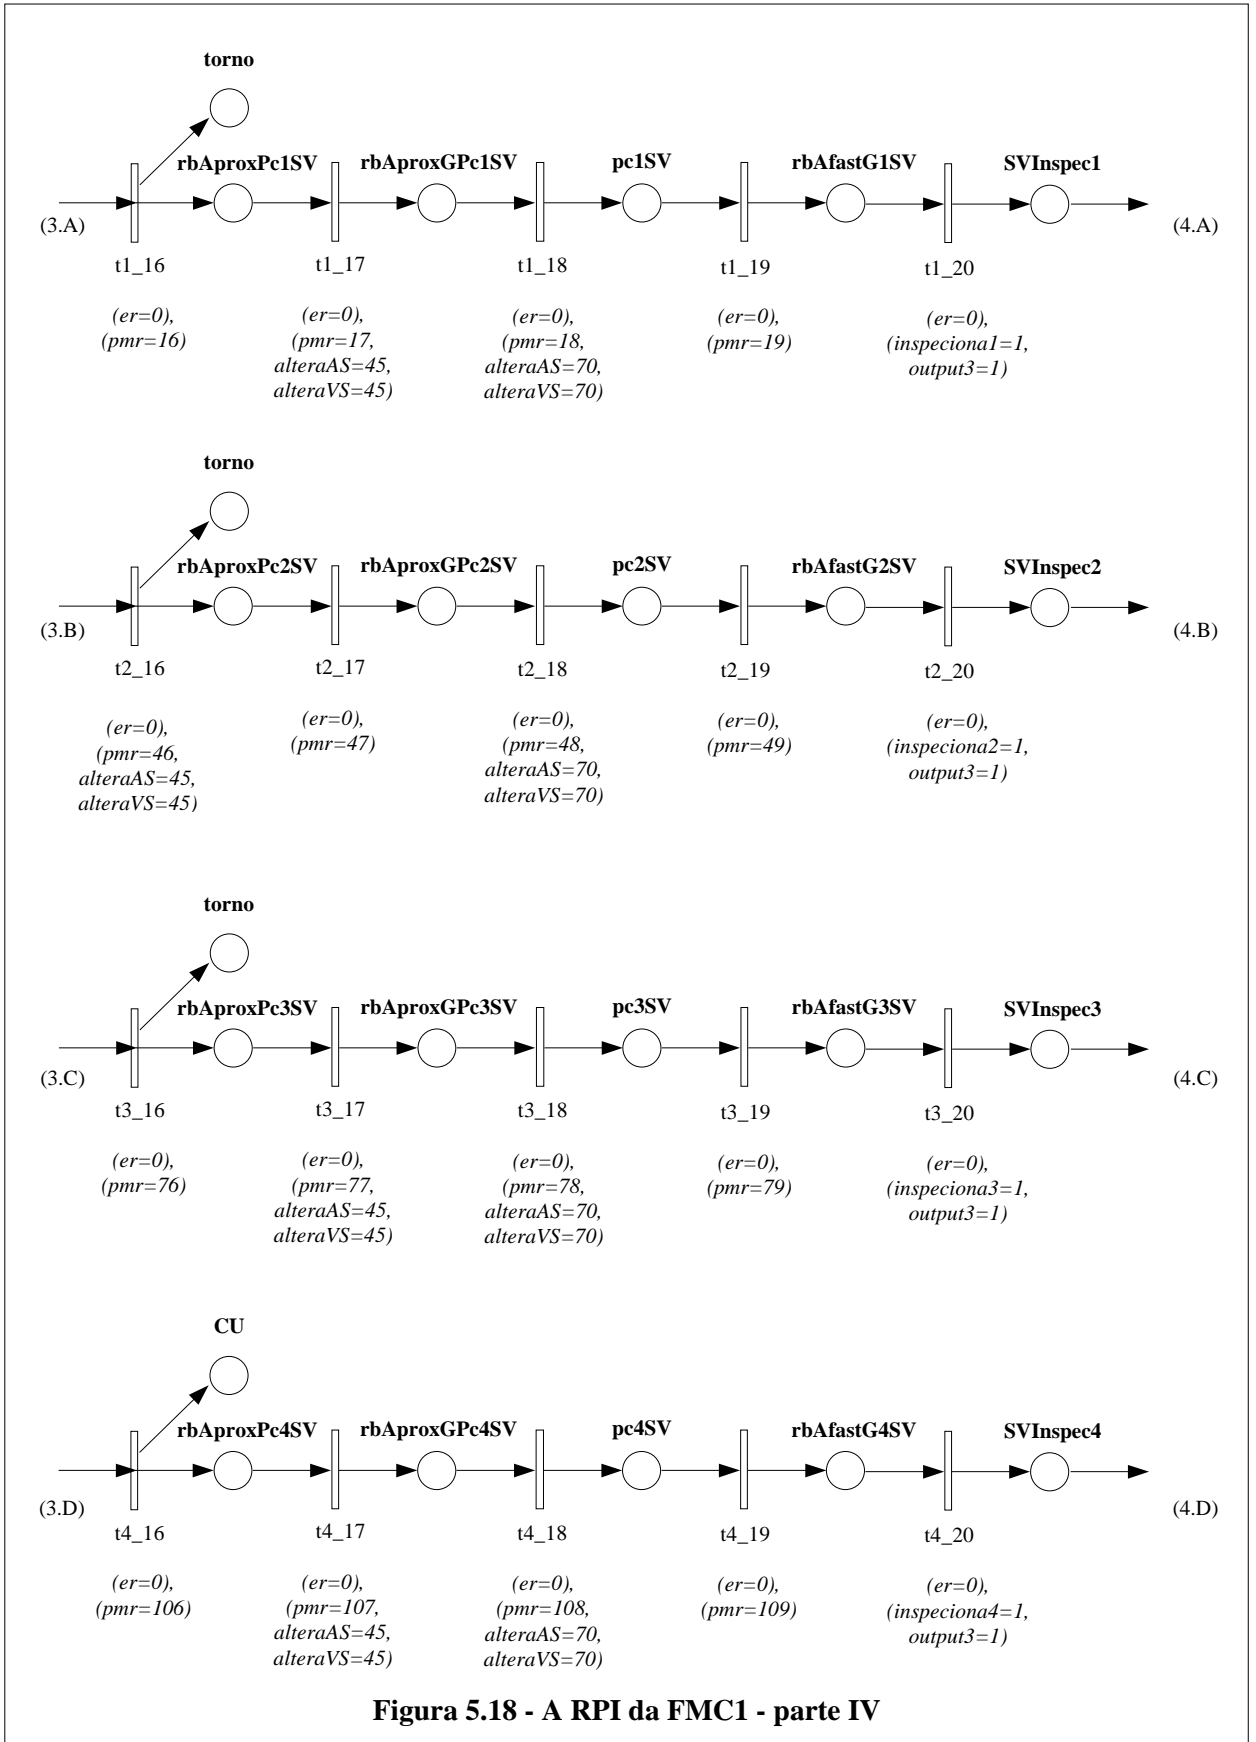 torno
rbAproxPc1SV rbAproxGPc1SV pc1SV rbAfastG1SV SVInspec1
(3.A) (4.A)
t1_16 t1_17 t1_18 t1_19 t1_20
(er=0), (er=0), (er=0), (er=0), (er=0),
(pmr=16) (pmr=17, (pmr=18, (pmr=19) (inspeciona1=1,
alteraAS=45, alteraAS=70, output3=1)
alteraVS=45) alteraVS=70)
torno
rbAproxPc2SV rbAproxGPc2SV pc2SV rbAfastG2SV SVInspec2
(3.B) (4.B)
t2_16 t2_17 t2_18 t2_19 t2_20
(er=0), (er=0), (er=0), (er=0), (er=0),
(pmr=46, (pmr=47) (pmr=48, (pmr=49) (inspeciona2=1,
alteraAS=45, alteraAS=70, output3=1)
alteraVS=45) alteraVS=70)
torno
rbAproxPc3SV rbAproxGPc3SV pc3SV rbAfastG3SV SVInspec3
(3.C) (4.C)
t3_16 t3_17 t3_18 t3_19 t3_20
(er=0), (er=0), (er=0), (er=0), (er=0),
(pmr=76) (pmr=77, (pmr=78, (pmr=79) (inspeciona3=1,
alteraAS=45, alteraAS=70, output3=1)
alteraVS=45) alteraVS=70)
CU
rbAproxPc4SV rbAproxGPc4SV pc4SV rbAfastG4SV SVInspec4
(3.D) (4.D)
t4_16 t4_17 t4_18 t4_19 t4_20
(er=0), (er=0), (er=0), (er=0), (er=0),
(pmr=106) (pmr=107, (pmr=108, (pmr=109) (inspeciona4=1,
alteraAS=45, alteraAS=70, output3=1)
alteraVS=45) alteraVS=70)
Figura 5.18 - A RPI da FMC1 - parte IV